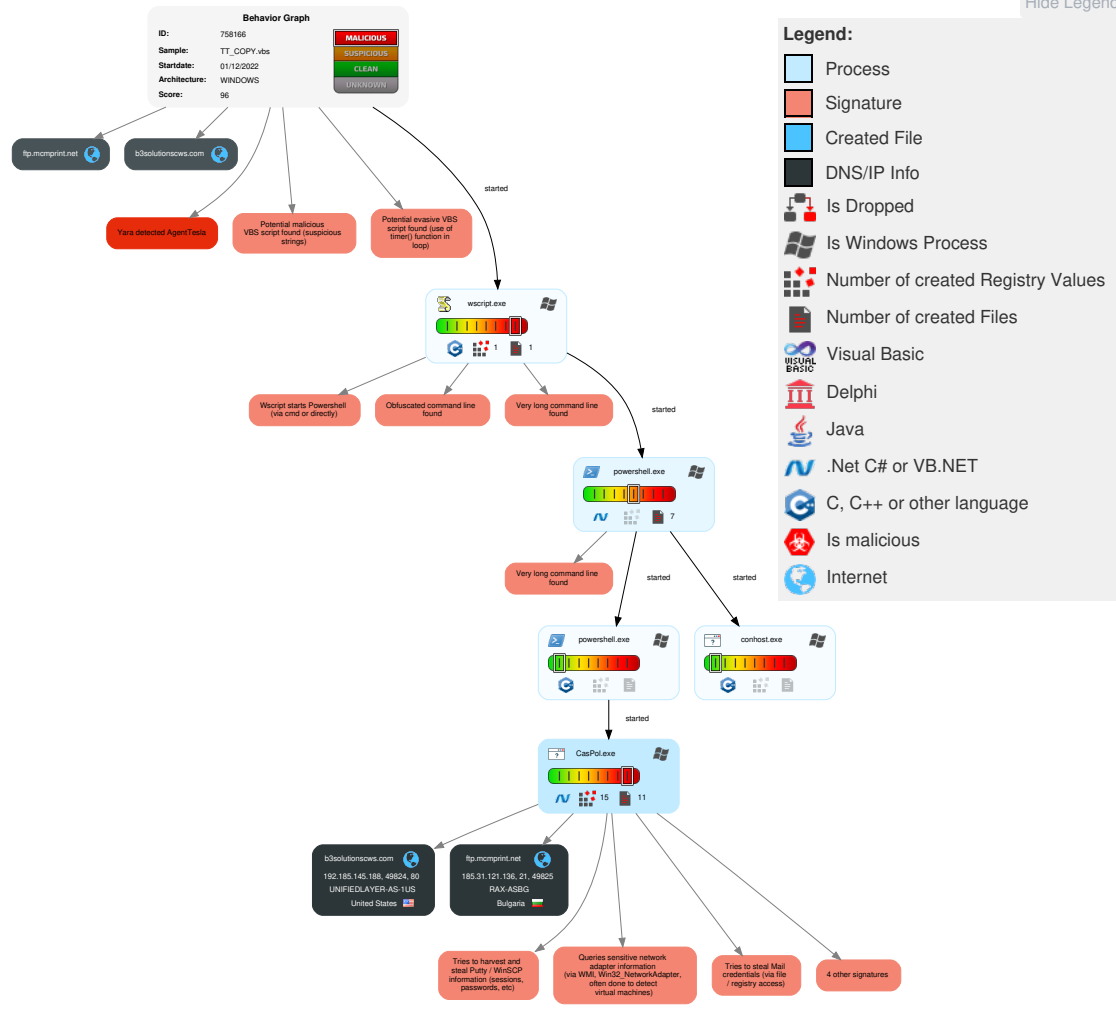 Hide Legend
Behavior Graph
ID: 758166
Sample: TT_COPY.vbs
Startdate: 01/12/2022
Architecture: WINDOWS
Score: 96
MALICIOUS
SUSPICIOUS
CLEAN
UNKNOWN
Legend:
Process
Signature
Created File
DNS/IP Info
Is Dropped
Is Windows Process
Number of created Registry Values
Number of created Files
VISUAL
BASIC
Visual Basic
Delphi
Java
.Net C# or VB.NET
C, C++ or other language
Is malicious
Internet
ftp.mcmprint.net
b3solutionscws.com
started
Yara detected AgentTesla
Potential malicious
VBS script found (suspicious
strings)
Potential evasive VBS
script found (use of
timer() function in
loop)
wscript.exe
1 1
Wscript starts Powershell
(via cmd or directly)
Obfuscated command line
found
Very long command line
found
started
powershell.exe
7
Very long command line
found
started
started
powershell.exe
conhost.exe
started
CasPol.exe
15 11
b3solutionscws.com
192.185.145.188, 49824, 80
UNIFIEDLAYER-AS-1US
United States
ftp.mcmprint.net
185.31.121.136, 21, 49825
RAX-ASBG
Bulgaria
Tries to harvest and
steal Putty / WinSCP
information (sessions,
passwords, etc)
Queries sensitive network
adapter information
(via WMI, Win32_NetworkAdapter,
often done to detect
virtual machines)
Tries to steal Mail
credentials (via file
/ registry access)
4 other signatures